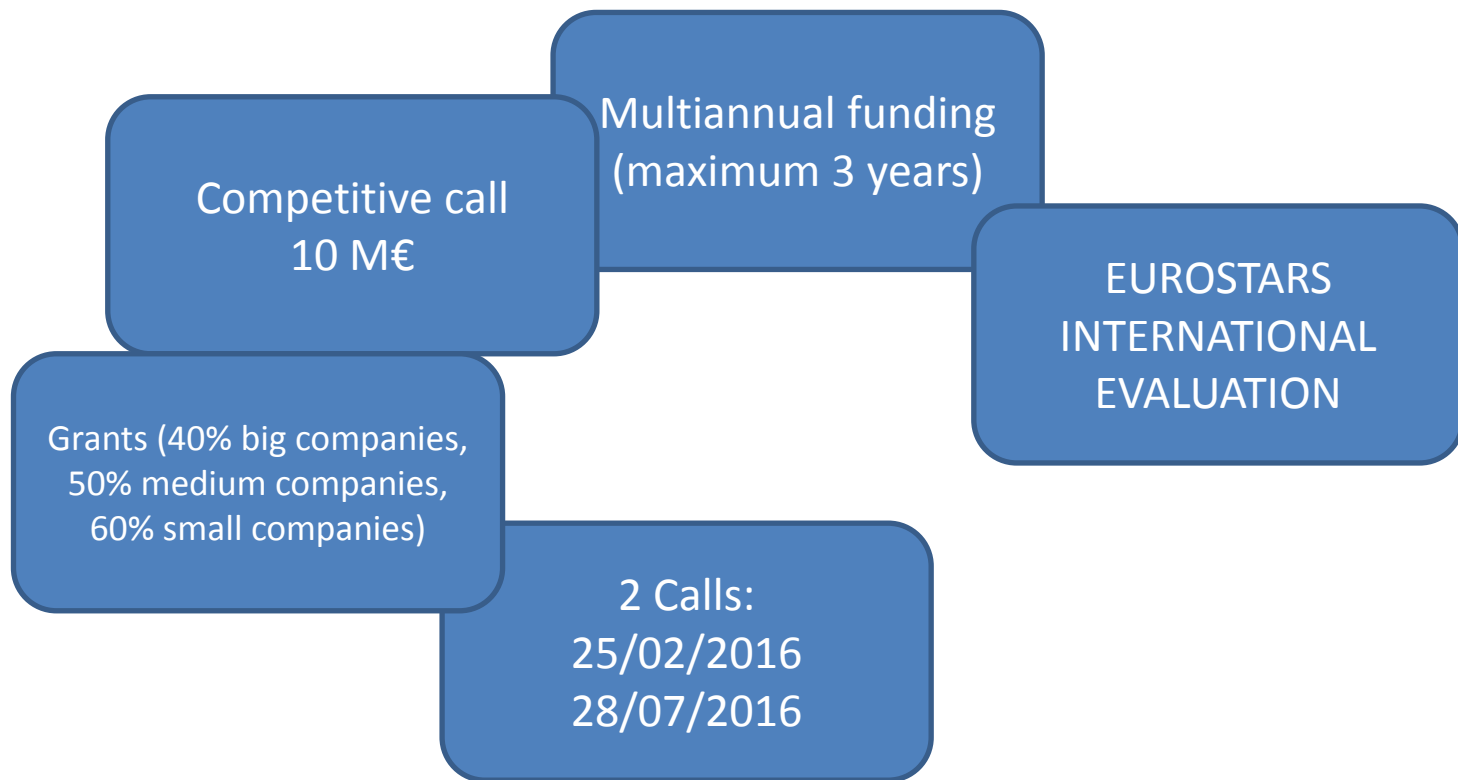 Multiannual funding
(maximum 3 years)
Competitive call
10 M€
EUROSTARS
INTERNATIONAL
EVALUATION
Grants (40% big companies,
50% medium companies,
60% small companies)
2 Calls:
25/02/2016
28/07/2016